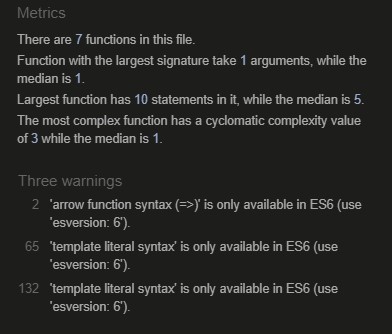 Metrics
There are 7 functions in this file.
Function with the largest signature take 1 arguments, while the
median is 1.
Largest function has 10 statements in it, while the median is 5.
The most complex function has a cyclomatic complexity value
of 3 while the median is 1.
Three warnings
2 'arrow function syntax (=>)' is only available in ES6 (use
'esversion: 6').
65 'template literal syntax' is only available in ES6 (use
'esversion: 6').
132 'template literal syntax' is only available in ES6 (use
'esversion: 6').